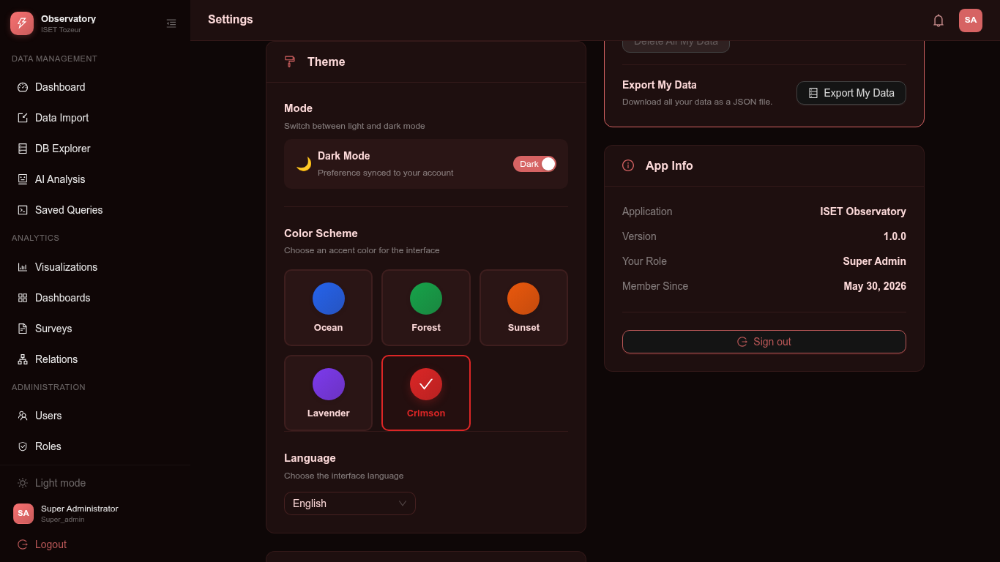 Observatory
ISET Tozeur
DATA MANAGEMENT
Dashboard
Data Import
DB Explorer
AI Analysis
Saved Queries
ANALYTICS
Visualizations
Dashboards
Surveys
Relations
ADMINISTRATION
Users
Roles
Light mode
SA
Super Administrator
Super_admin
Logout
Settings
SA
Theme
Mode
Switch between light and dark mode
Dark Mode
Preference synced to your account
Dark
Color Scheme
Choose an accent color for the interface
Ocean
Forest
Sunset
Lavender
Crimson
Language
Choose the interface language
English
Delete All My Data
Export My Data
Download all your data as a JSON file.
Export My Data
App Info
Application ISET Observatory
Version 1.0.0
Your Role Super Admin
Member Since May 30, 2026
Sign out